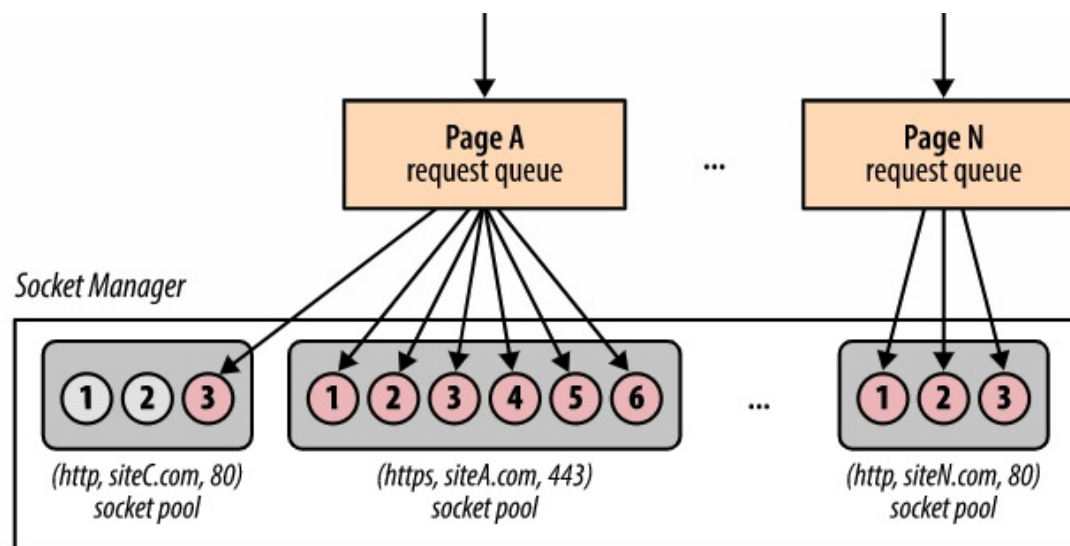 Page A
request queue
...
Page N
request queue
Socket Manager
1 2 3
1 2 3 4 5 6
...
1 2 3
(http, siteC.com, 80)
socket pool
(https, siteA.com, 443)
socket pool
(http, siteN.com, 80)
socket pool